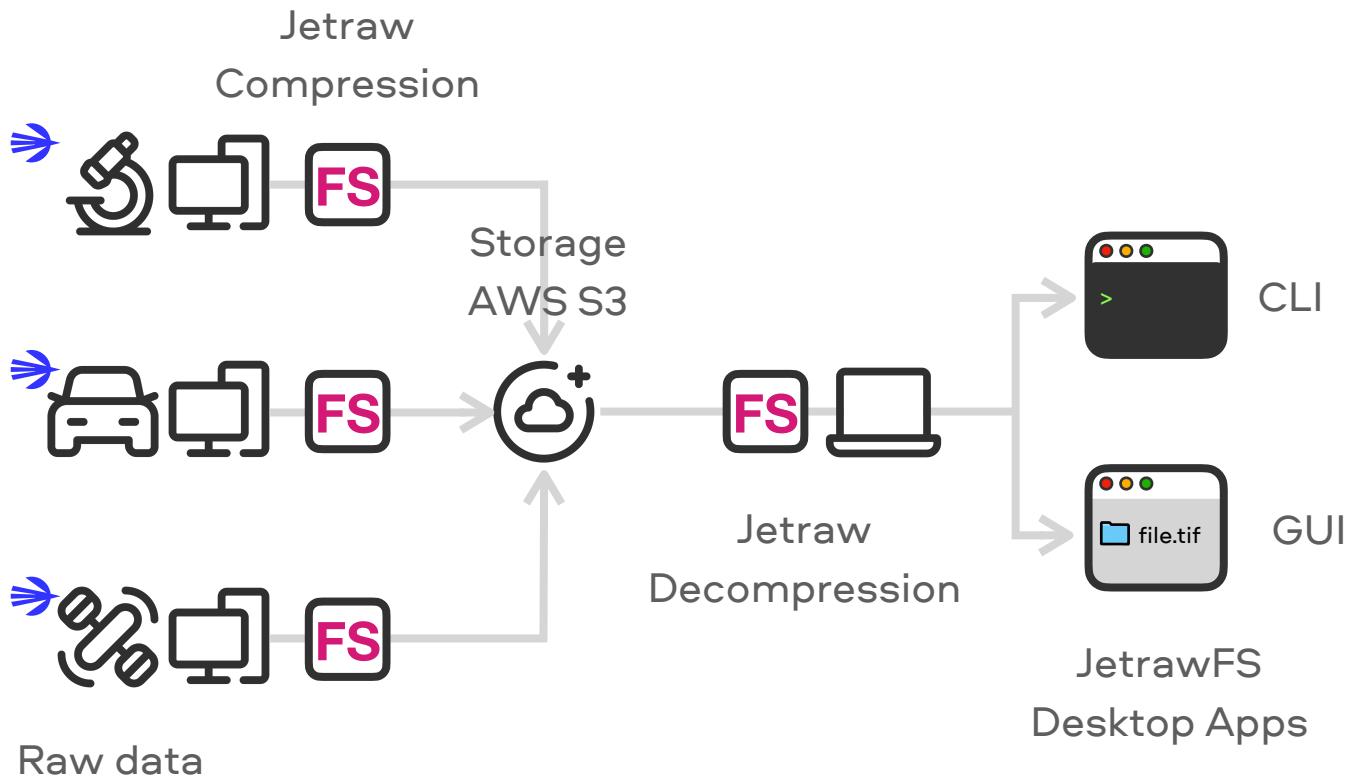 Jetraw
Compression
FS
Storage
AWS S3
>
CLI
FS
FS
file.tif
GUI
Jetraw
Decompression
FS
JetrawFS
Desktop Apps
Raw data